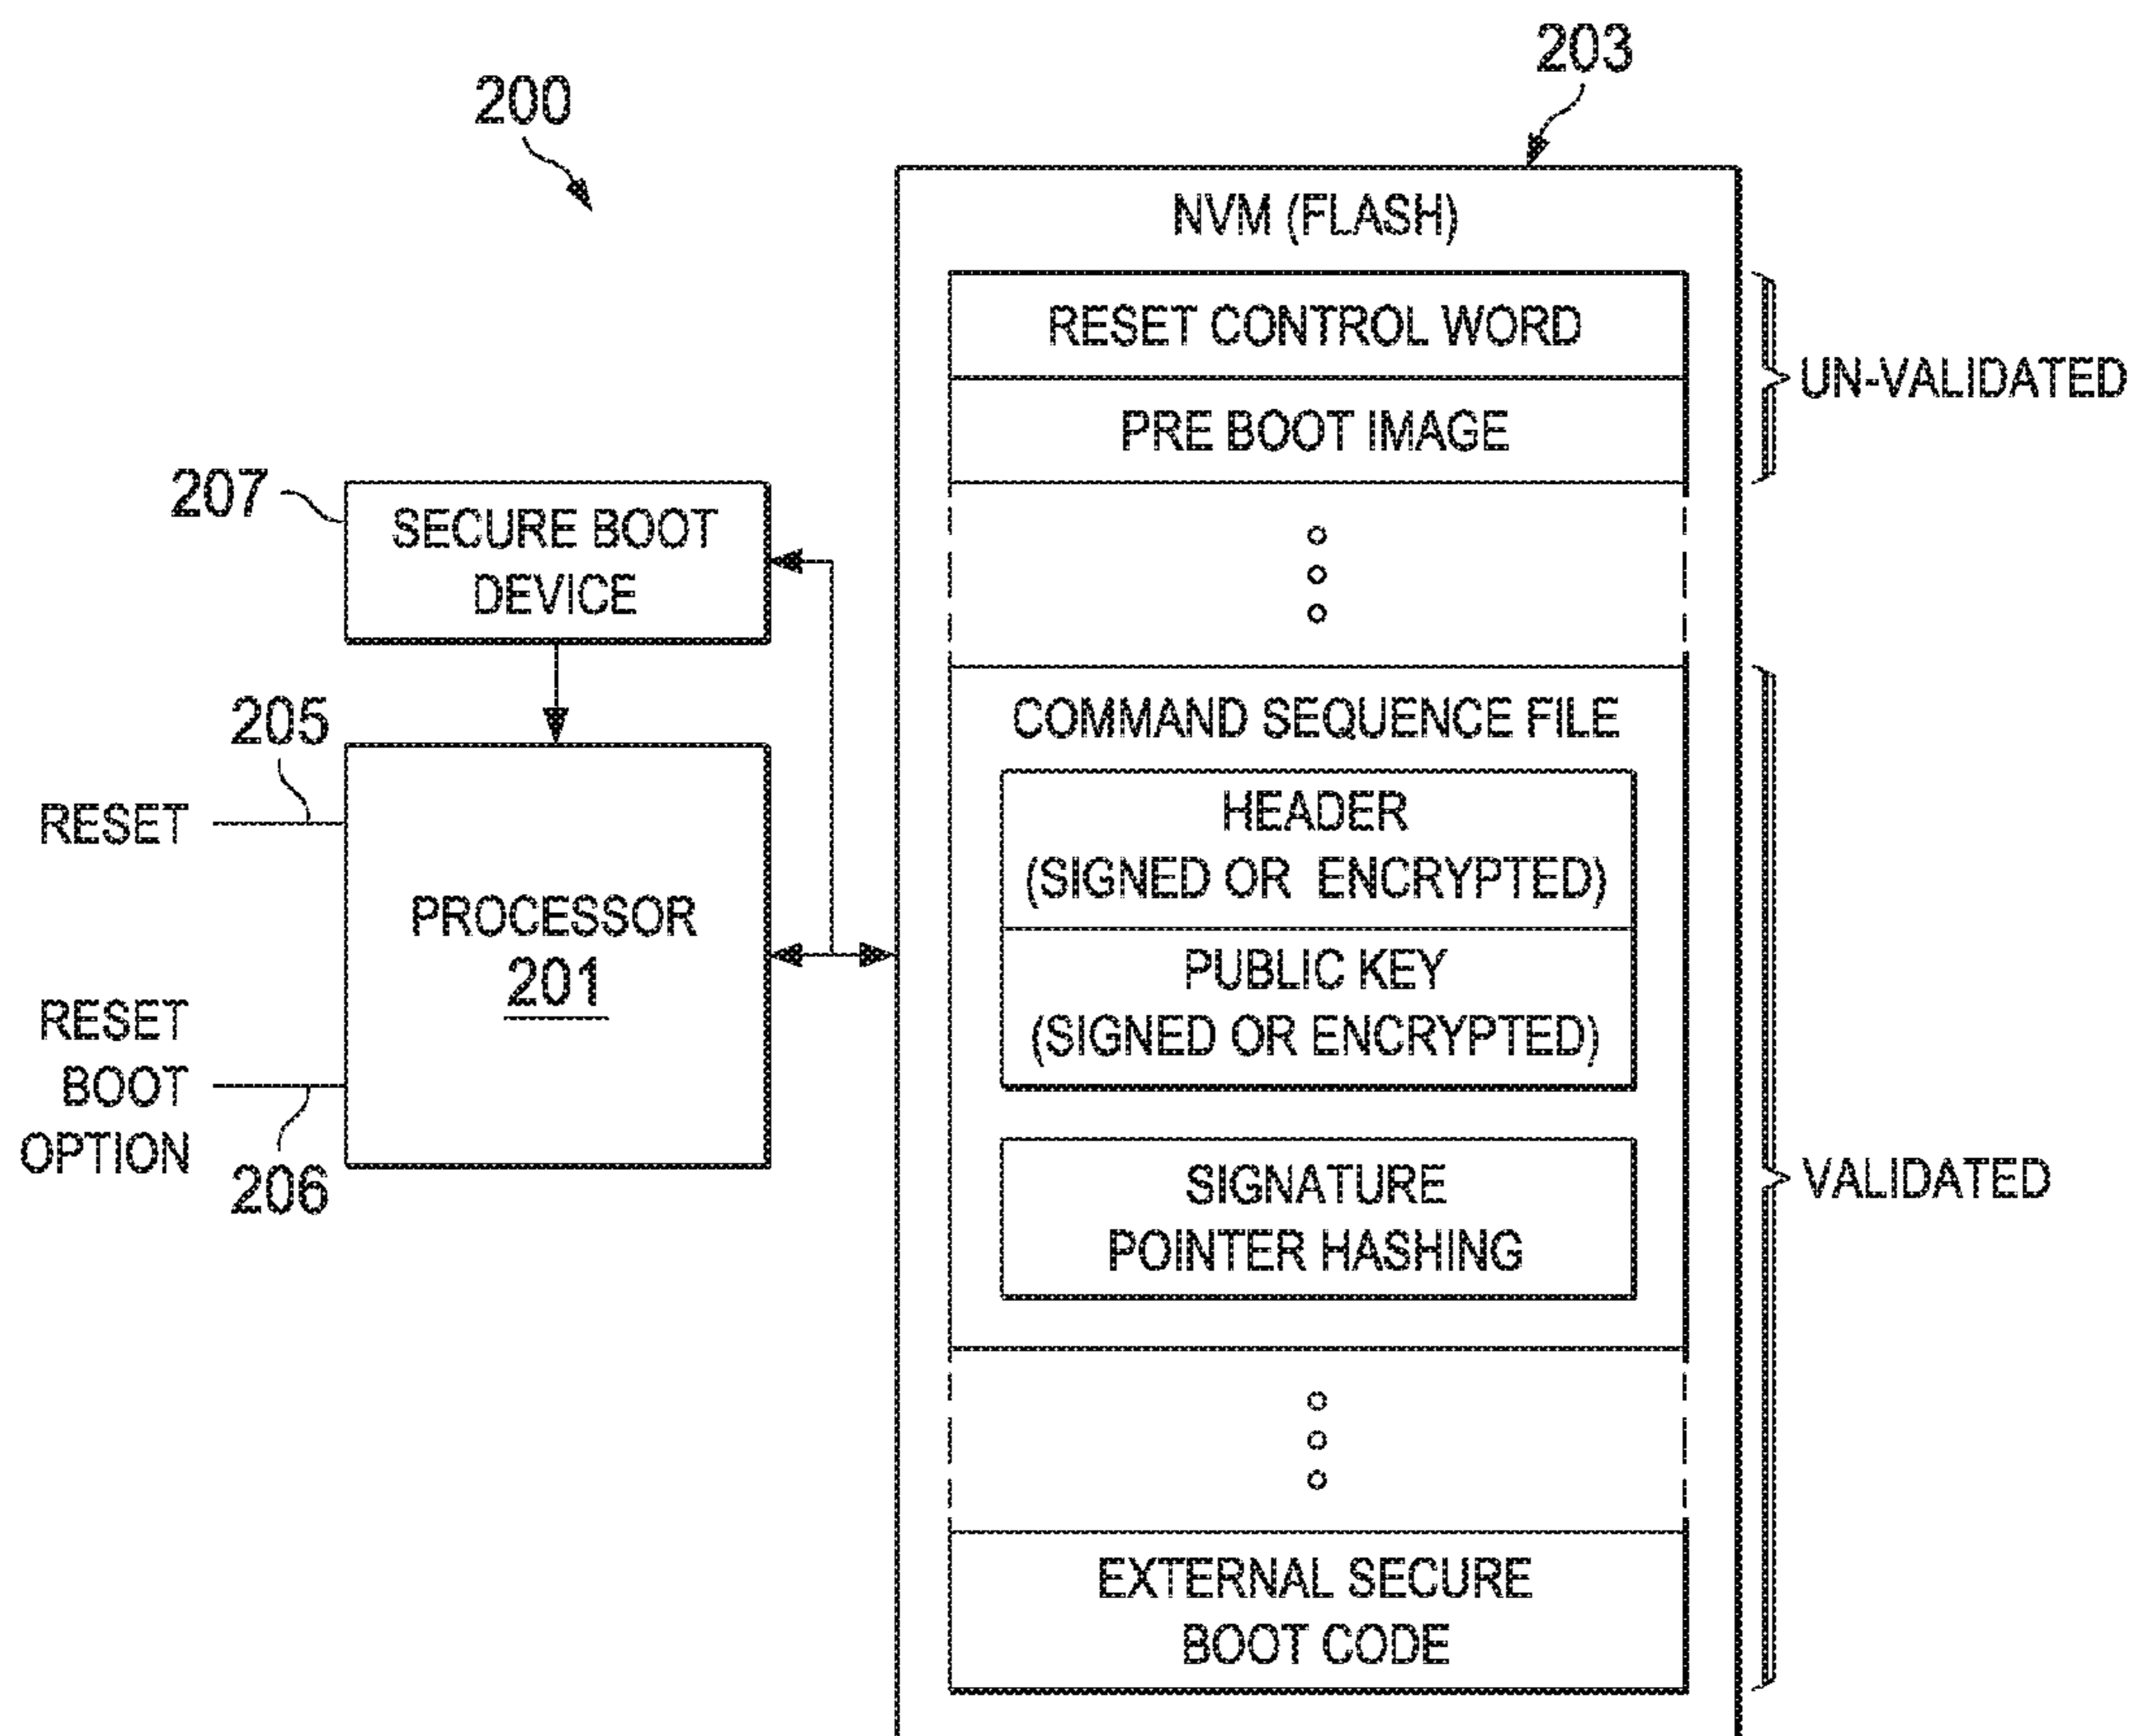 200
203
NVM (FLASH)
RESET CONTROL WORD
PRE BOOT IMAGE
UN-VALIDATED
207
SECURE BOOT
DEVICE
205
RESET
PROCESSOR
201
RESET
BOOT
OPTION
206
COMMAND SEQUENCE FILE
HEADER
(SIGNED OR ENCRYPTED)
PUBLIC KEY
(SIGNED OR ENCRYPTED)
SIGNATURE
POINTER HASHING
VALIDATED
EXTERNAL SECURE
BOOT CODE